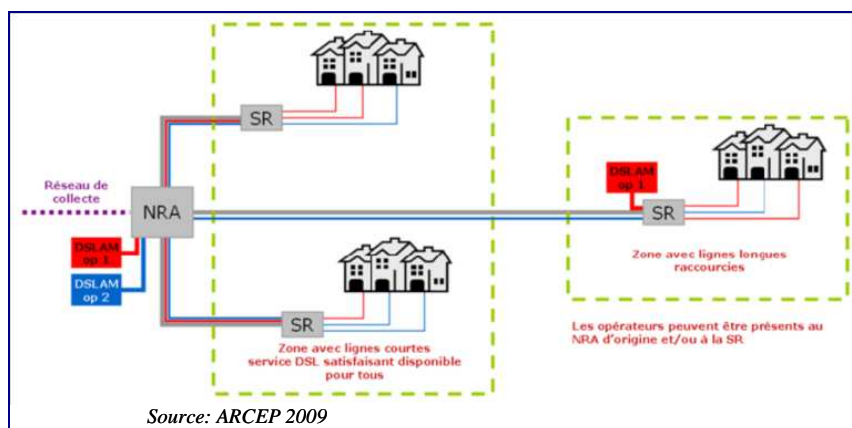 SR
Réseau de
collecte
NRA
DSLAM
op 1
DSLAM
op 2
SR
Zone avec lignes courtes
service DSL satisfaisant disponible
pour tous
DSLAM
op 1
SR
Zone avec lignes longues
raccourcies
Les opérateurs peuvent être présents au
NRA d'origine et/ou à la SR
Source: ARCEP 2009